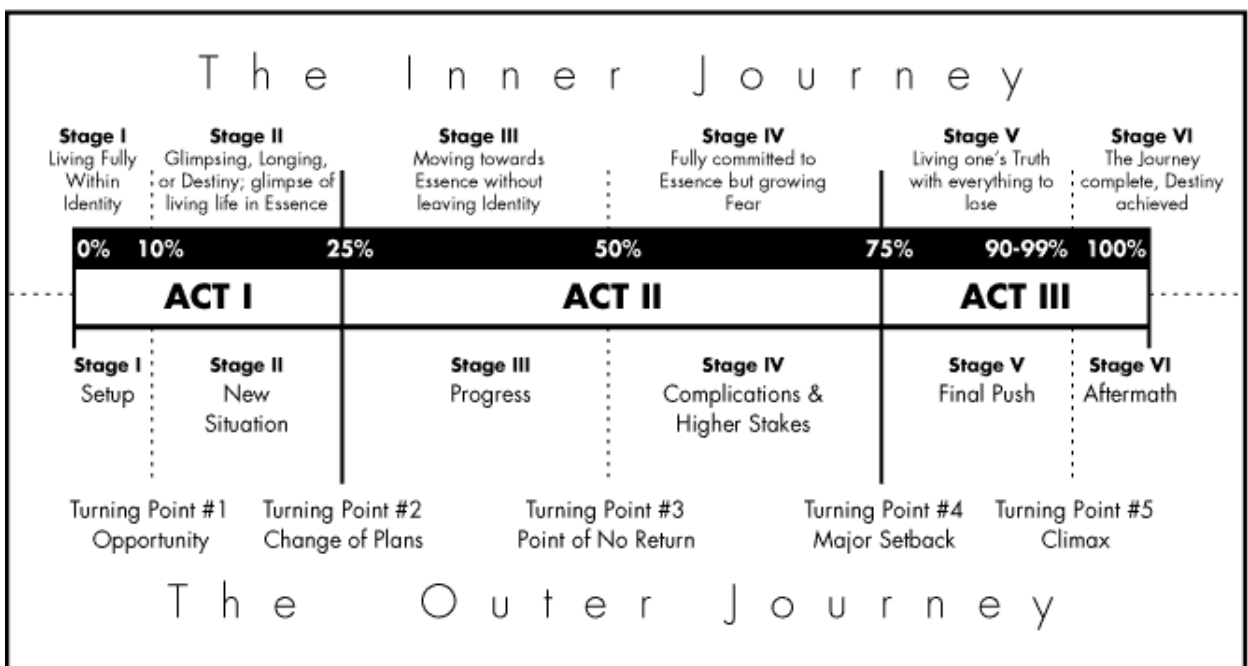 The Inner Journey
Stage I
Living Fully
Within
Identity
Stage II
Glimpsing, Longing,
or Destiny; glimpse of
living life in Essence
Stage III
Moving towards
Essence without
leaving Identity
Stage IV
Fully committed to
Essence but growing
Fear
Stage V
Living one's Truth
with everything to
lose
Stage VI
The Journey
complete, Destiny
achieved
0% 10% 25% 50% 75% 90-99% 100%
ACT I ACT II ACT III
Stage I
Setup
Stage II
New
Situation
Stage III
Progress
Stage IV
Complications &
Higher Stakes
Stage V
Final Push
Stage VI
Aftermath
Turning Point #1
Opportunity
Turning Point #2
Change of Plans
Turning Point #3
Point of No Return
Turning Point #4
Major Setback
Turning Point #5
Climax
The Outer Journey